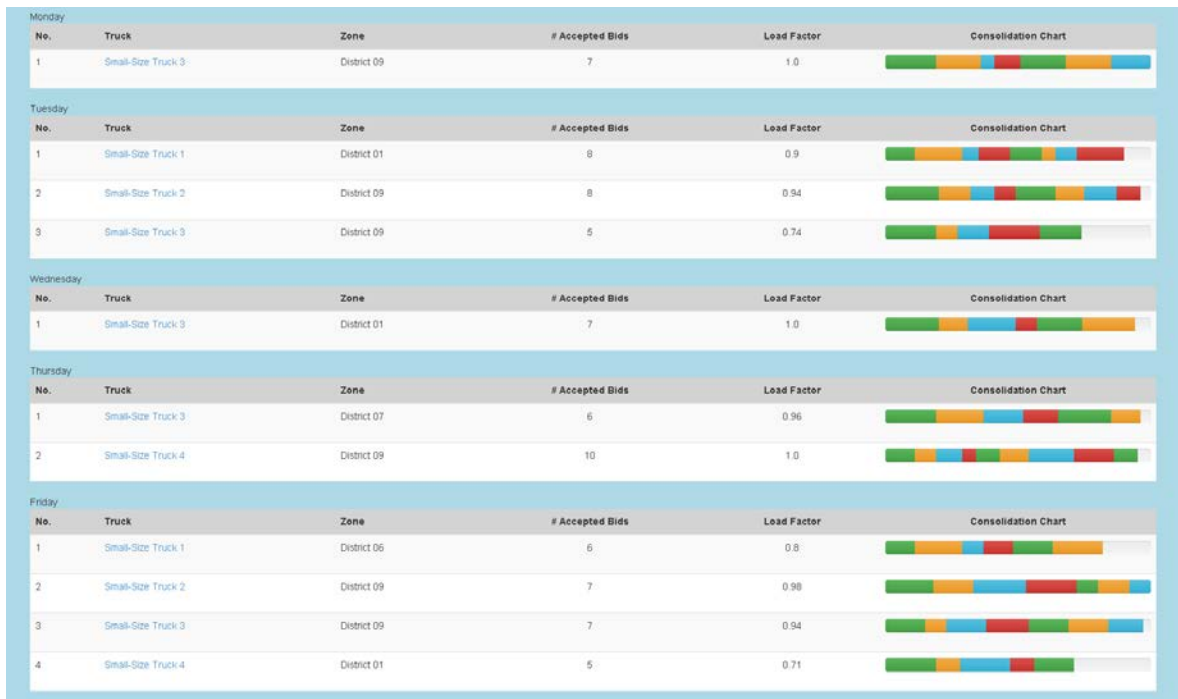 Monday
No. Truck Zone # Accepted Bids Load Factor Consolidation Chart
1 Small-Size Truck 3 District 09 7 1.0
Tuesday
No. Truck Zone # Accepted Bids Load Factor Consolidation Chart
1 Small-Size Truck 1 District 01 8 0.9
2 Small-Size Truck 2 District 09 8 0.94
3 Small-Size Truck 3 District 09 5 0.74
Wednesday
No. Truck Zone # Accepted Bids Load Factor Consolidation Chart
1 Small-Size Truck 3 District 01 7 1.0
Thursday
No. Truck Zone # Accepted Bids Load Factor Consolidation Chart
1 Small-Size Truck 3 District 07 6 0.96
2 Small-Size Truck 4 District 09 10 1.0
Friday
No. Truck Zone # Accepted Bids Load Factor Consolidation Chart
1 Small-Size Truck 1 District 06 6 0.8
2 Small-Size Truck 2 District 09 7 0.98
3 Small-Size Truck 3 District 09 7 0.94
4 Small-Size Truck 4 District 01 5 0.71